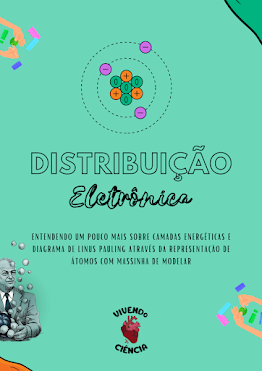 DISTRIBUIÇÃO
Eletrônica
ENTENDENDO UM POUCO MAIS SOBRE CAMADAS ENERGÉTICAS E
DIAGRAMA DE LINUS PAULING ATRAVÉS DA REPRESENTAÇÃO DE
ÁTOMOS COM MASSINHA DE MODELAR
VIVENDO
CIÊNCIA